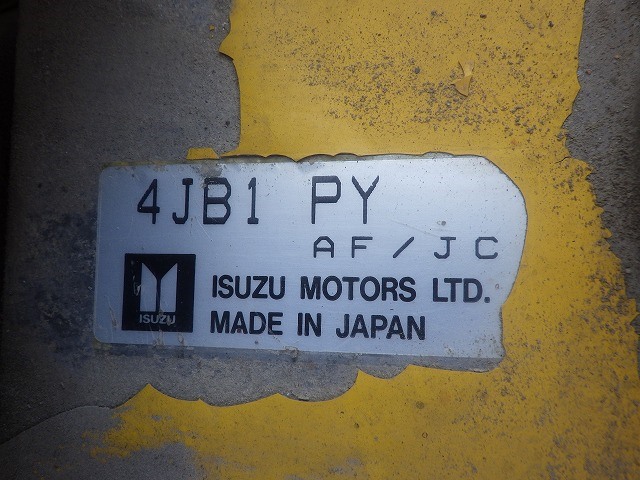 4JB1 PY
AF/JC
ISUZU
ISUZU MOTORS LTD.
MADE IN JAPAN